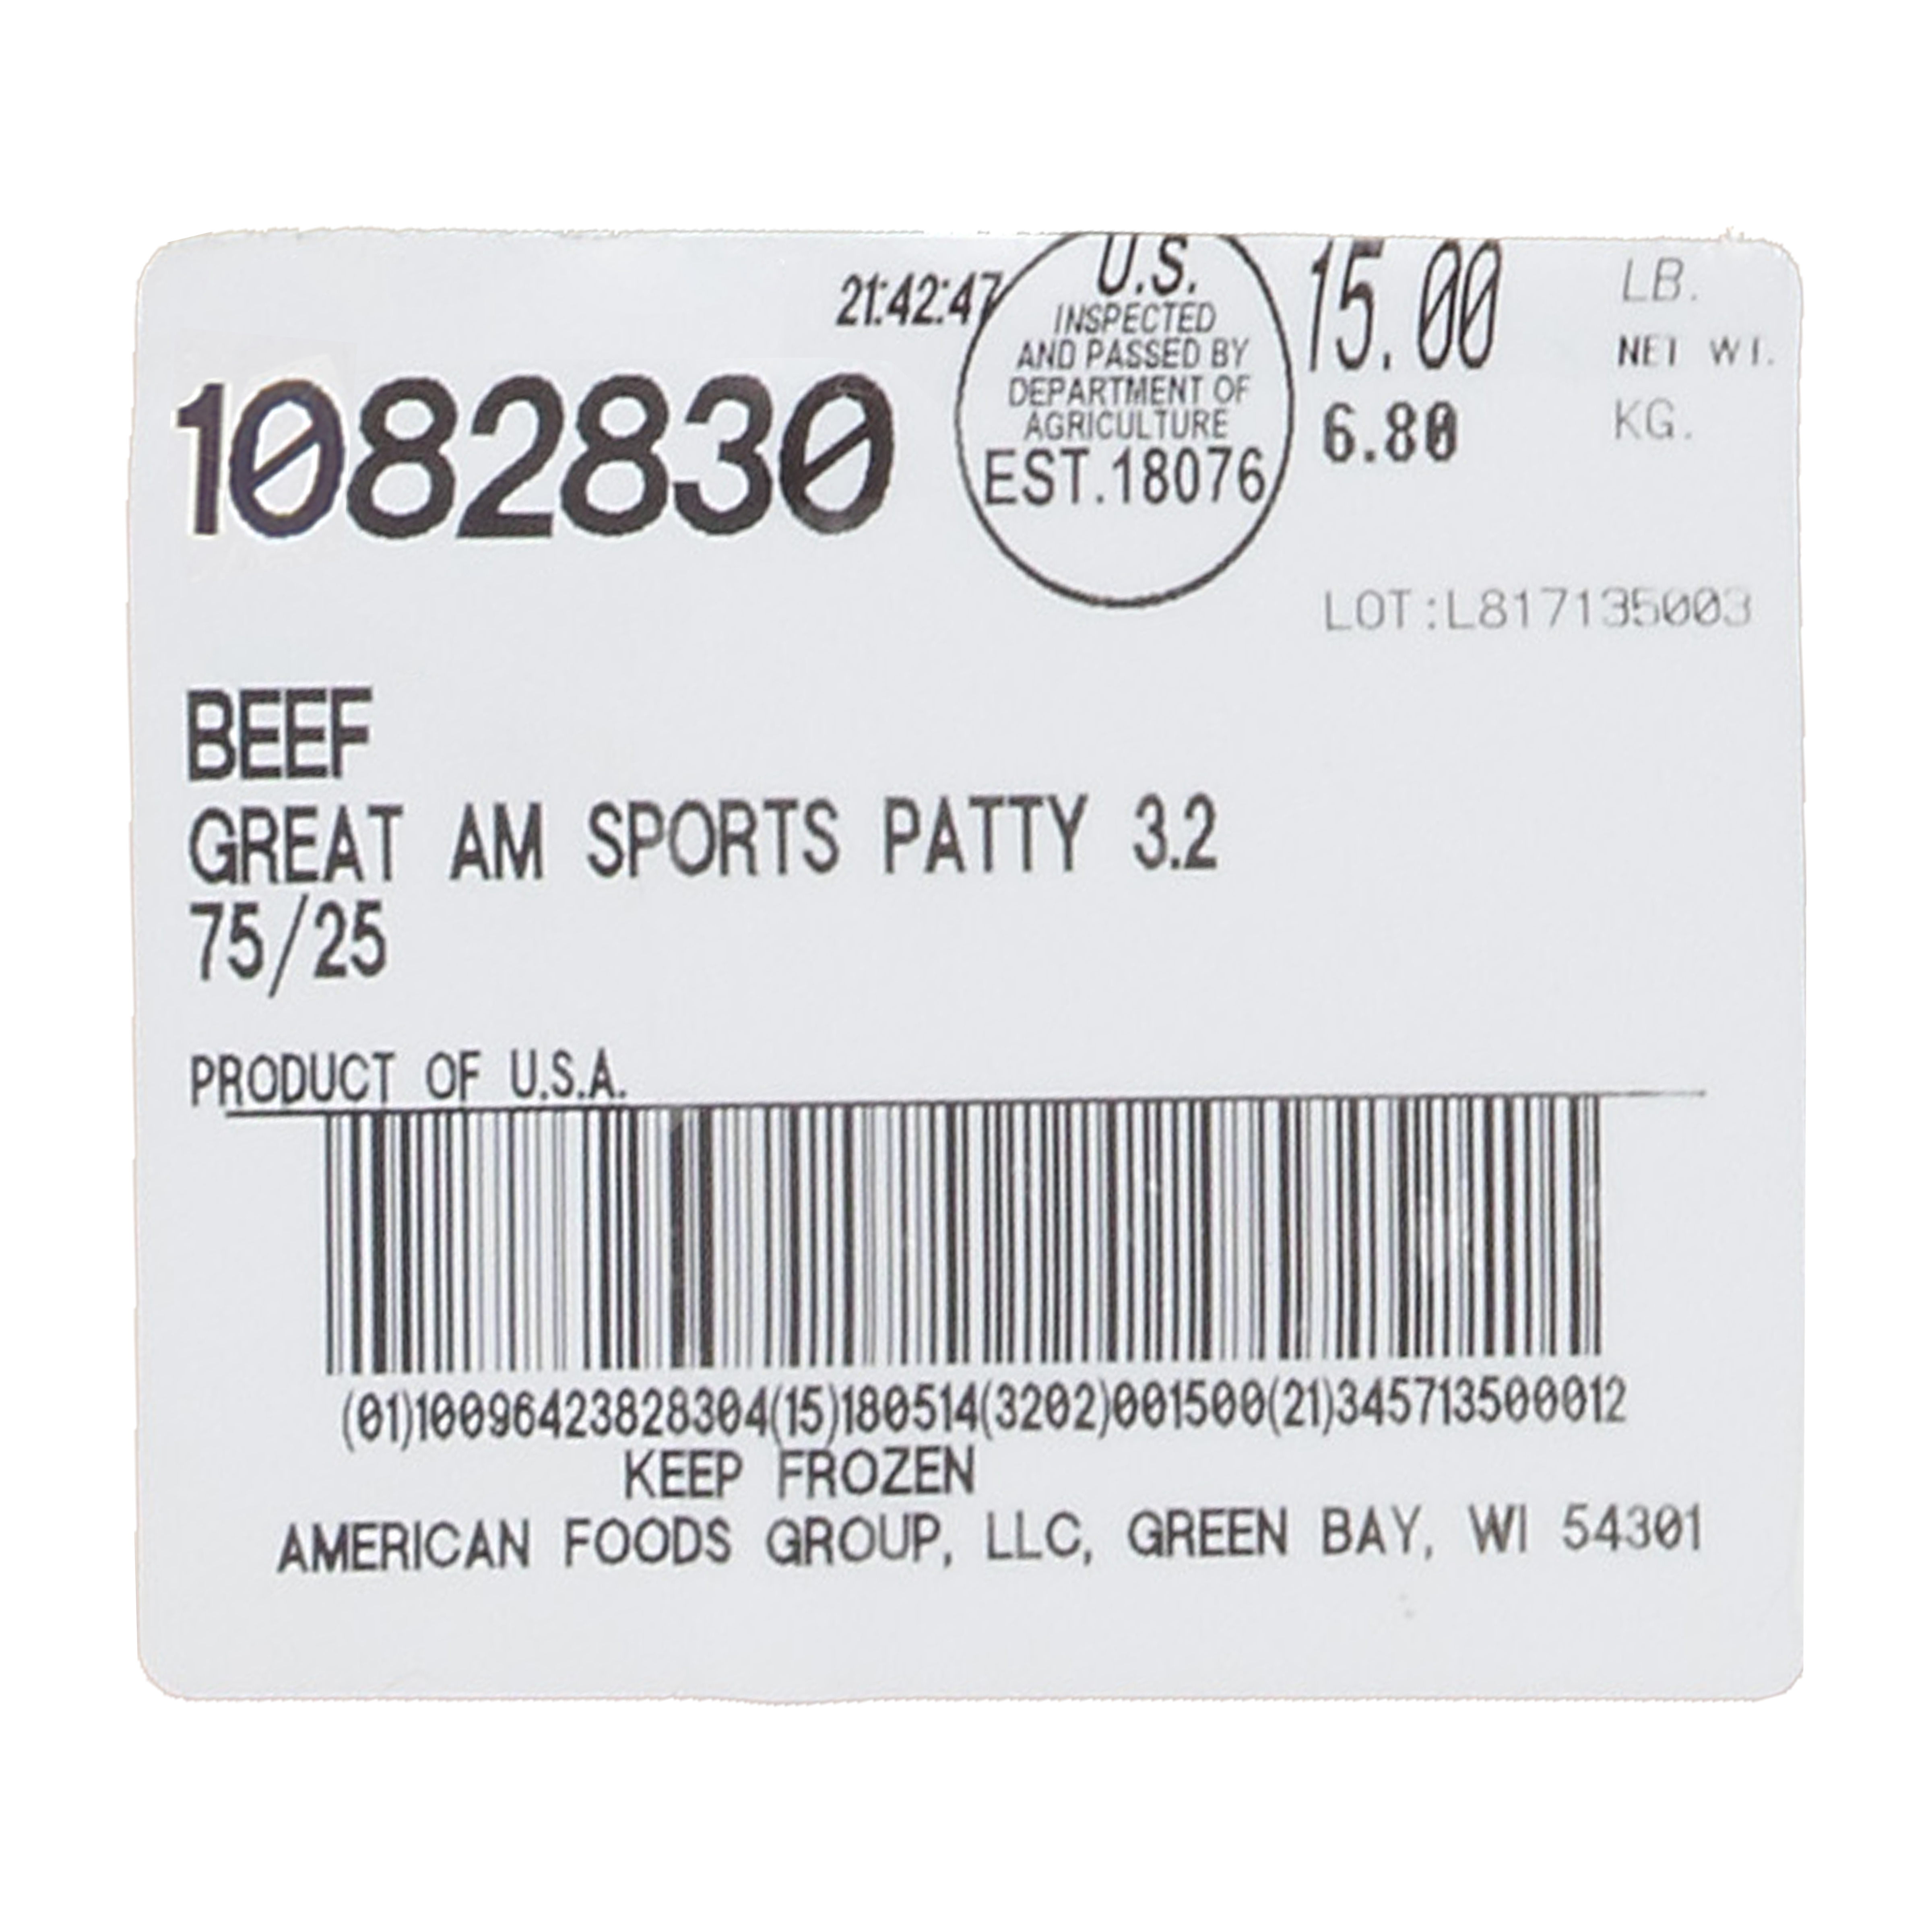 21:42:47
1082830
U.S.
INSPECTED
AND PASSED BY
DEPARTMENT OF
AGRICULTURE
EST.18076
15.00 LB.
NET WT.
6.80 KG.
LOT:L817135003
BEEF
GREAT AM SPORTS PATTY 3.2
75/25
PRODUCT OF U.S.A.
(01)10096423828304(15)180514(3202)001500(21)345713500012
KEEP FROZEN
AMERICAN FOODS GROUP, LLC, GREEN BAY, WI 54301